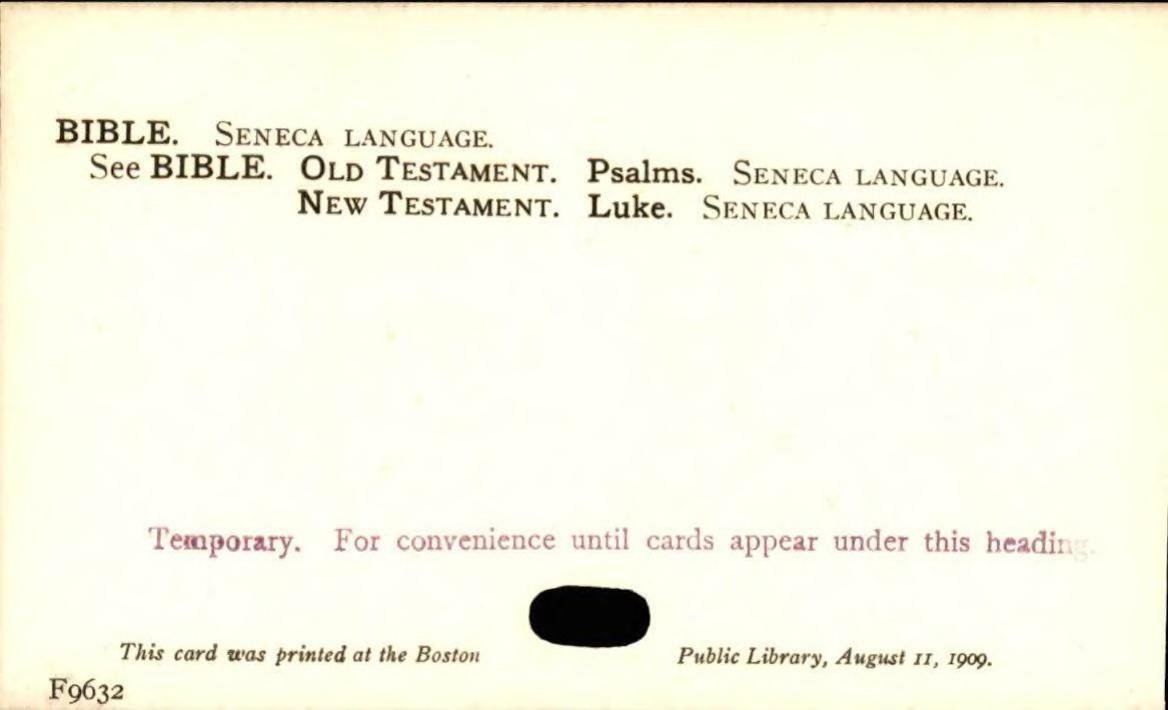 BIBLE. SENECA LANGUAGE.
See BIBLE. OLD TESTAMENT. Psalms. SENECA LANGUAGE.
NEW TESTAMENT. Luke. SENECA LANGUAGE.
Temporary. For convenience until cards appear under this heading.
This card was printed at the Boston Public Library, August 11, 1909.
F9632